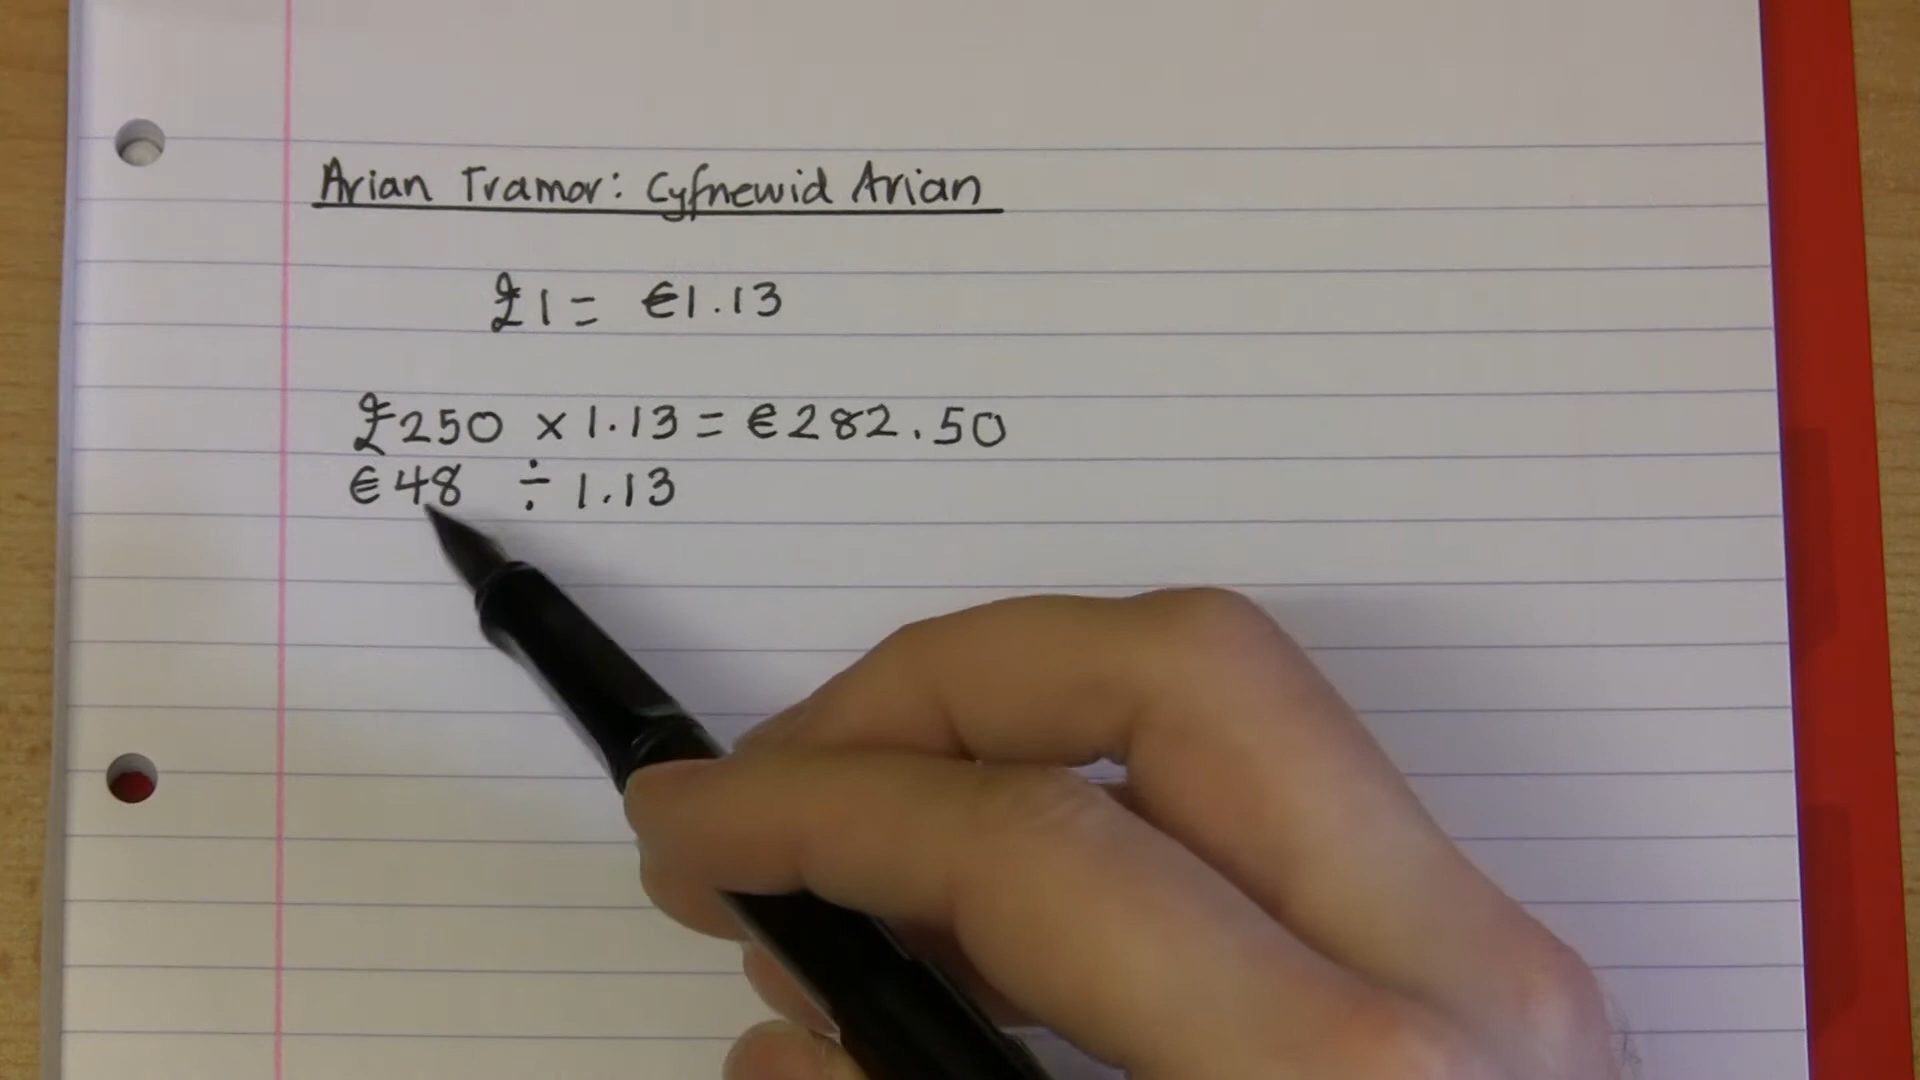 Arian Tramor: Cyfnewid Arian
£1 = €1.13
£250 × 1.13 = €282.50
€48 ÷ 1.13